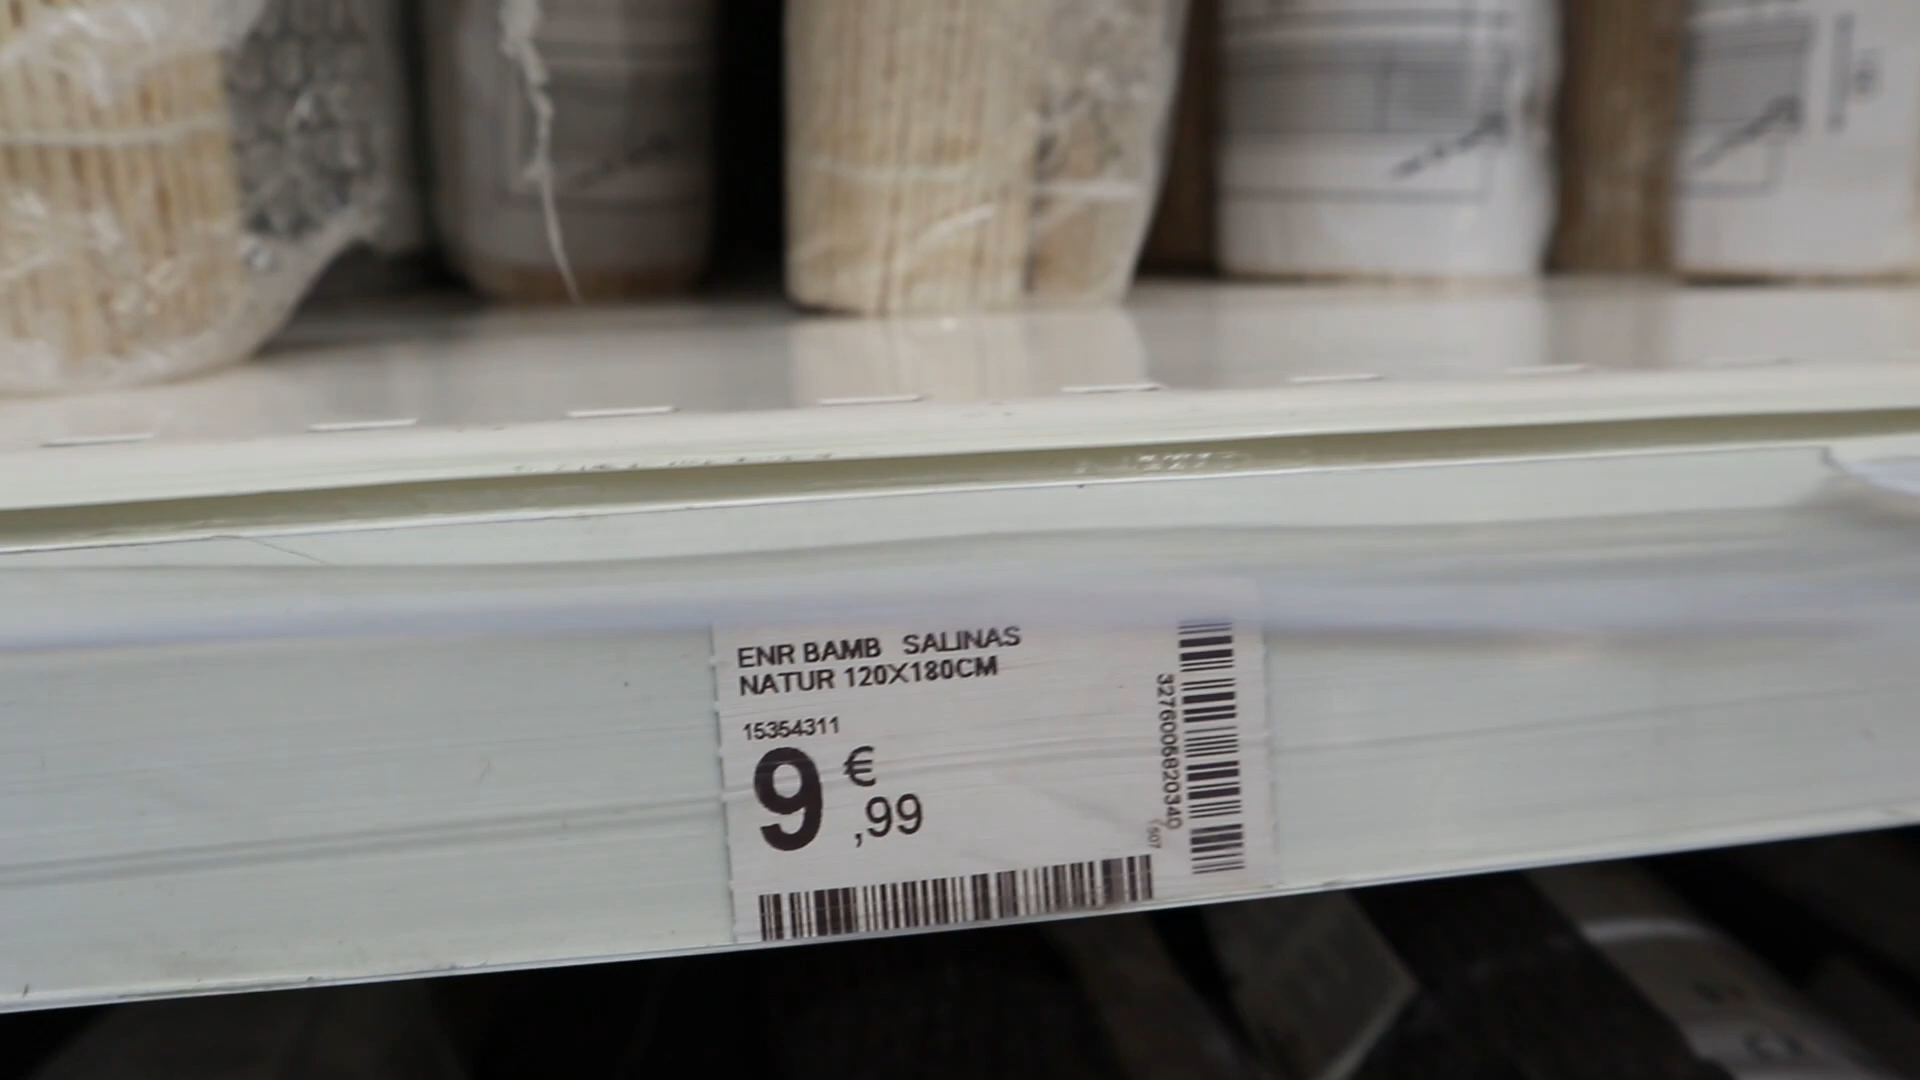 ENR BAMB SALINAS
NATUR 120X180CM
15354311
9 €
,99
3276006820340